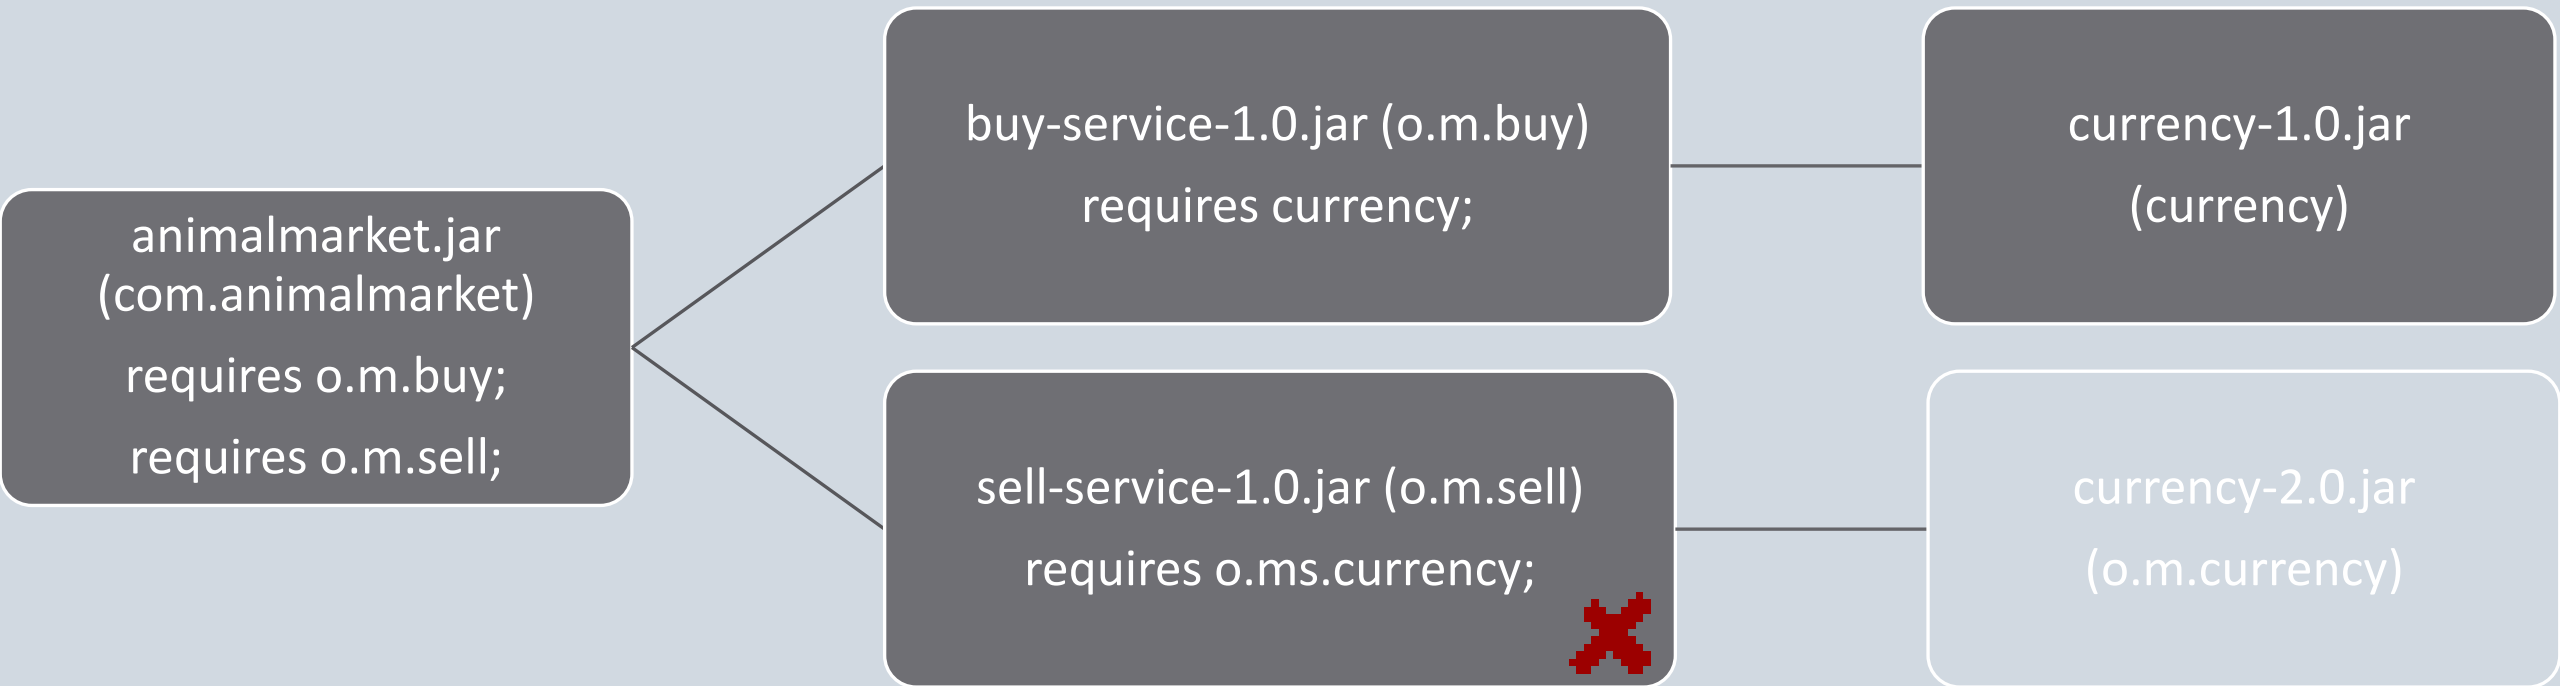 animalmarket.jar
(com.animalmarket)
requires o.m.buy;
requires o.m.sell;
buy-service-1.0.jar (o.m.buy)
requires currency;
currency-1.0.jar
(currency)
sell-service-1.0.jar (o.m.sell)
requires o.ms.currency;
currency-2.0.jar
(o.m.currency)